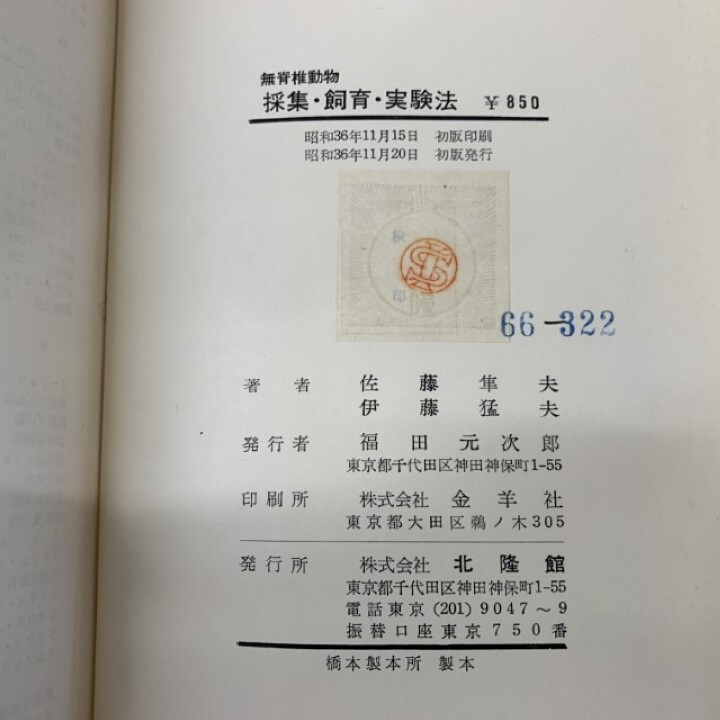 無脊椎動物
採集・飼育・実験法 ¥850
昭和36年11月15日 初版印刷
昭和36年11月20日 初版発行
検
印
66-322
著者 佐藤隼夫
伊藤猛夫
発行者 福田元次郎
東京都千代田区神田神保町1-55
印刷所 株式会社 金羊社
東京都大田区鵜ノ木305
発行所 株式会社 北隆館
東京都千代田区神田神保町1-55
電話東京(201)9047〜9
振替口座東京750番
橋本製本所 製本